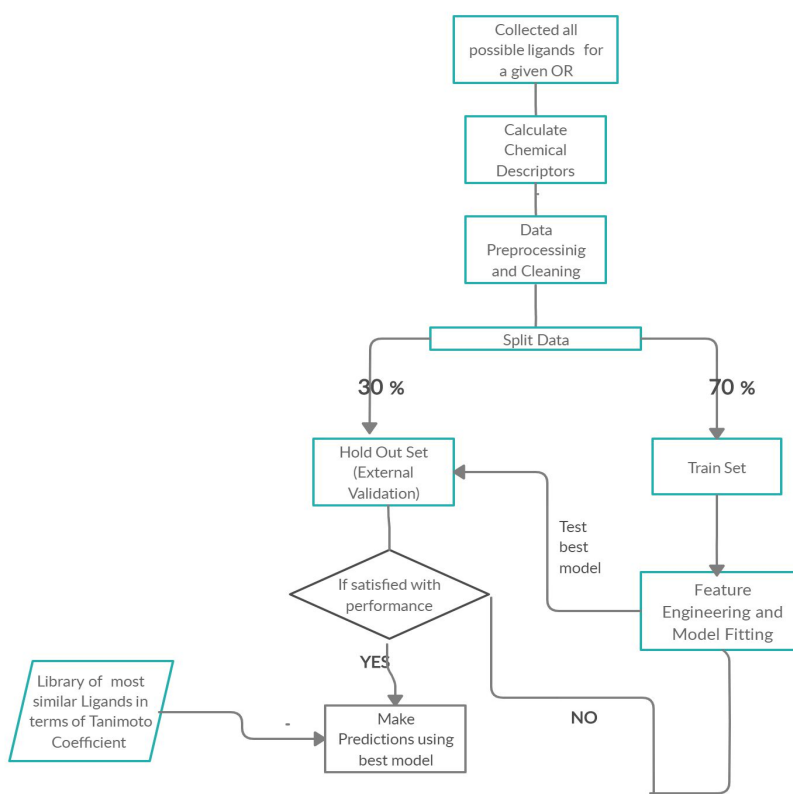 Collected all
possible ligands for
a given OR
Calculate
Chemical
Descriptors
-
Data
Preprocessinig
and Cleaning
Split Data
30 %
70 %
Hold Out Set
(External
Validation)
Train Set
Test
best
model
If satisfied with
performance
Feature
Engineering and
Model Fitting
YES
Library of most
similar Ligands in
terms of Tanimoto
Coefficient
-
Make
Predictions using
best model
NO